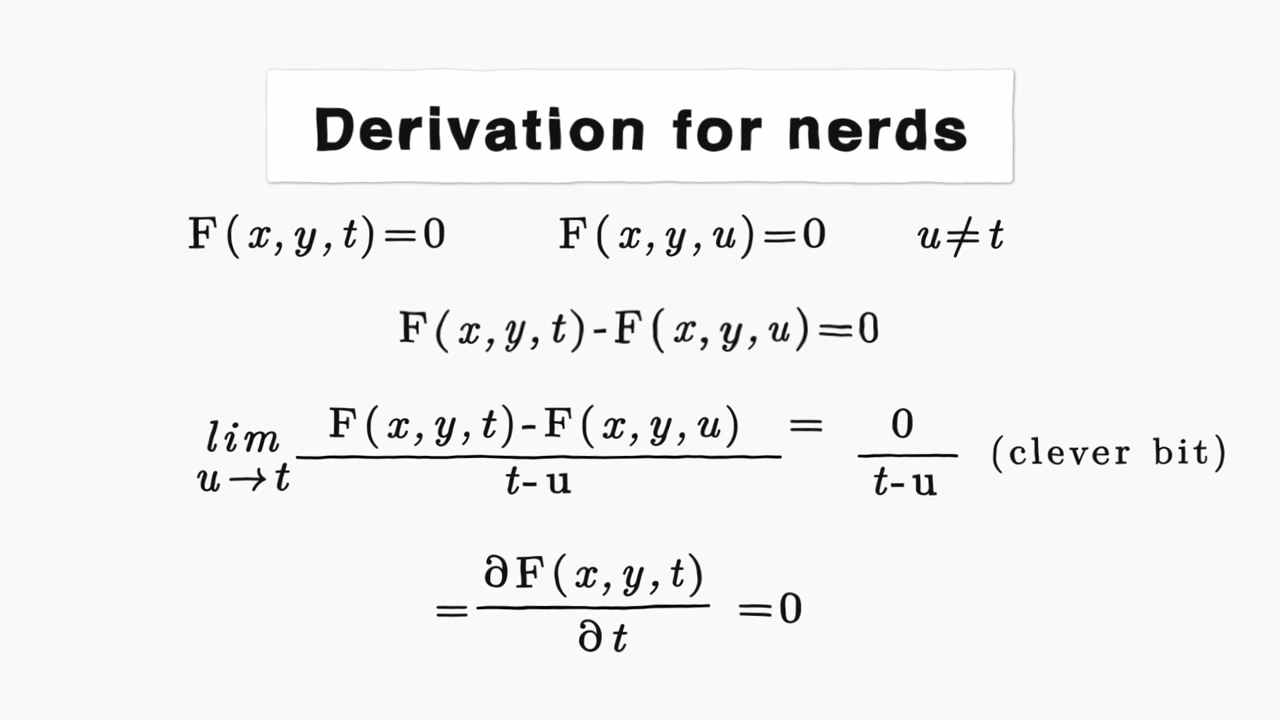 Derivation for nerds
F(x,y,t)=0 F(x,y,u)=0 u≠t
F(x,y,t)-F(x,y,u)=0
lim u→t F(x,y,t)-F(x,y,u) / t-u = 0 / t-u (clever bit)
= ∂F(x,y,t) / ∂t =0